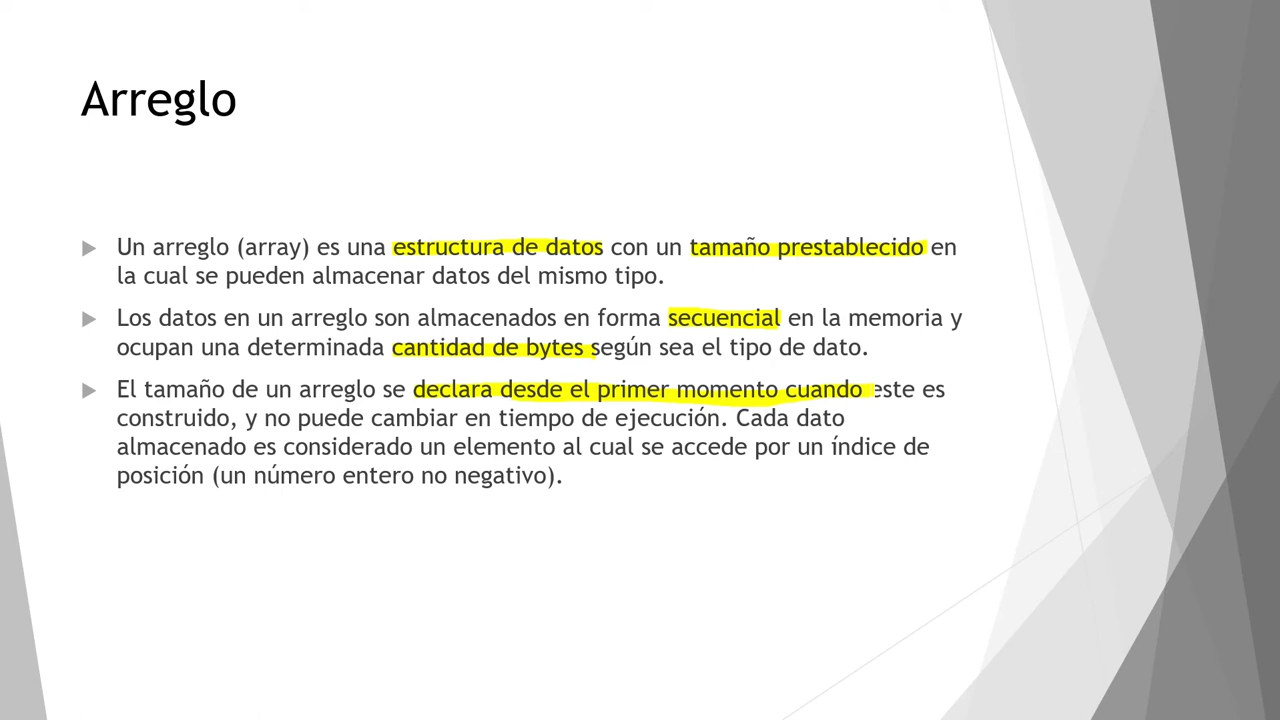 Arreglo
Un arreglo (array) es una estructura de datos con un tamaño prestablecido en
la cual se pueden almacenar datos del mismo tipo.
Los datos en un arreglo son almacenados en forma secuencial en la memoria y
ocupan una determinada cantidad de bytes según sea el tipo de dato.
El tamaño de un arreglo se declara desde el primer momento cuando este es
construido, y no puede cambiar en tiempo de ejecución. Cada dato
almacenado es considerado un elemento al cual se accede por un índice de
posición (un número entero no negativo).